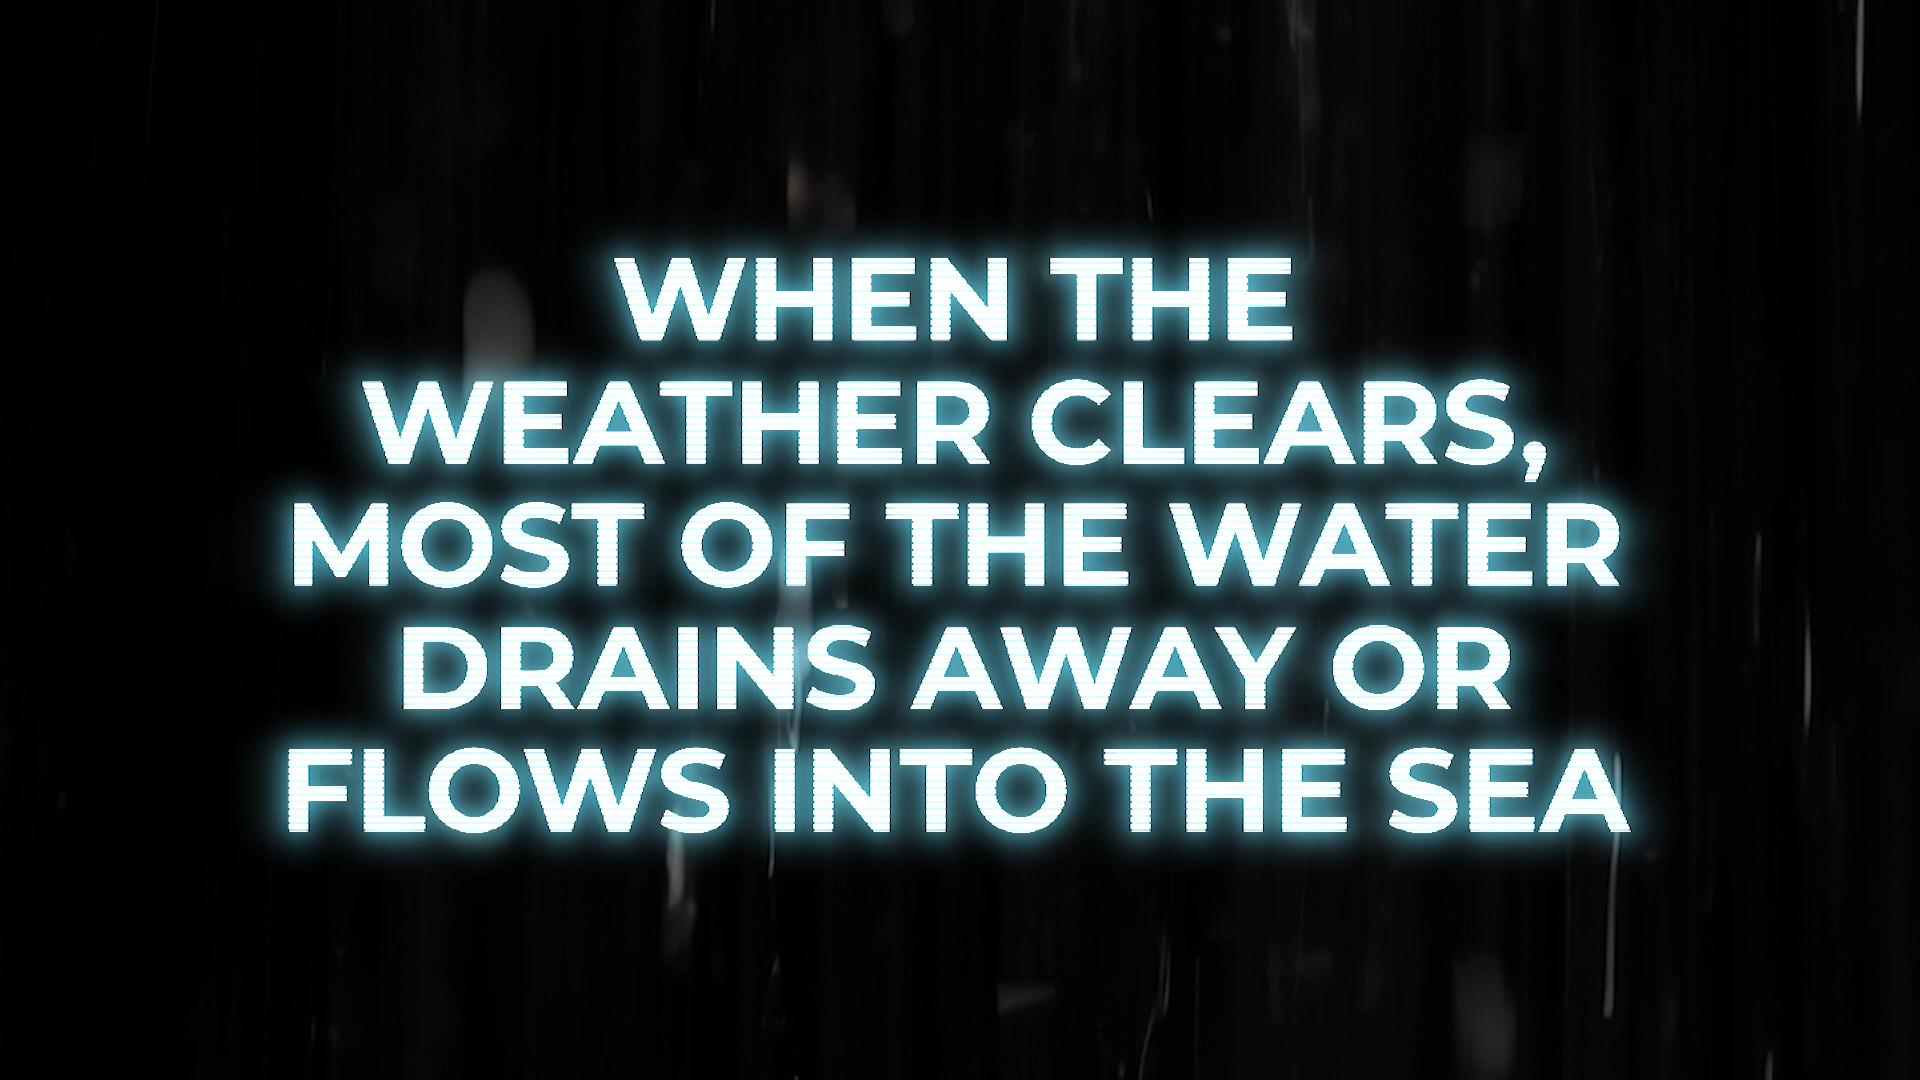 WHEN THE
WEATHER CLEARS,
MOST OF THE WATER
DRAINS AWAY OR
FLOWS INTO THE SEA